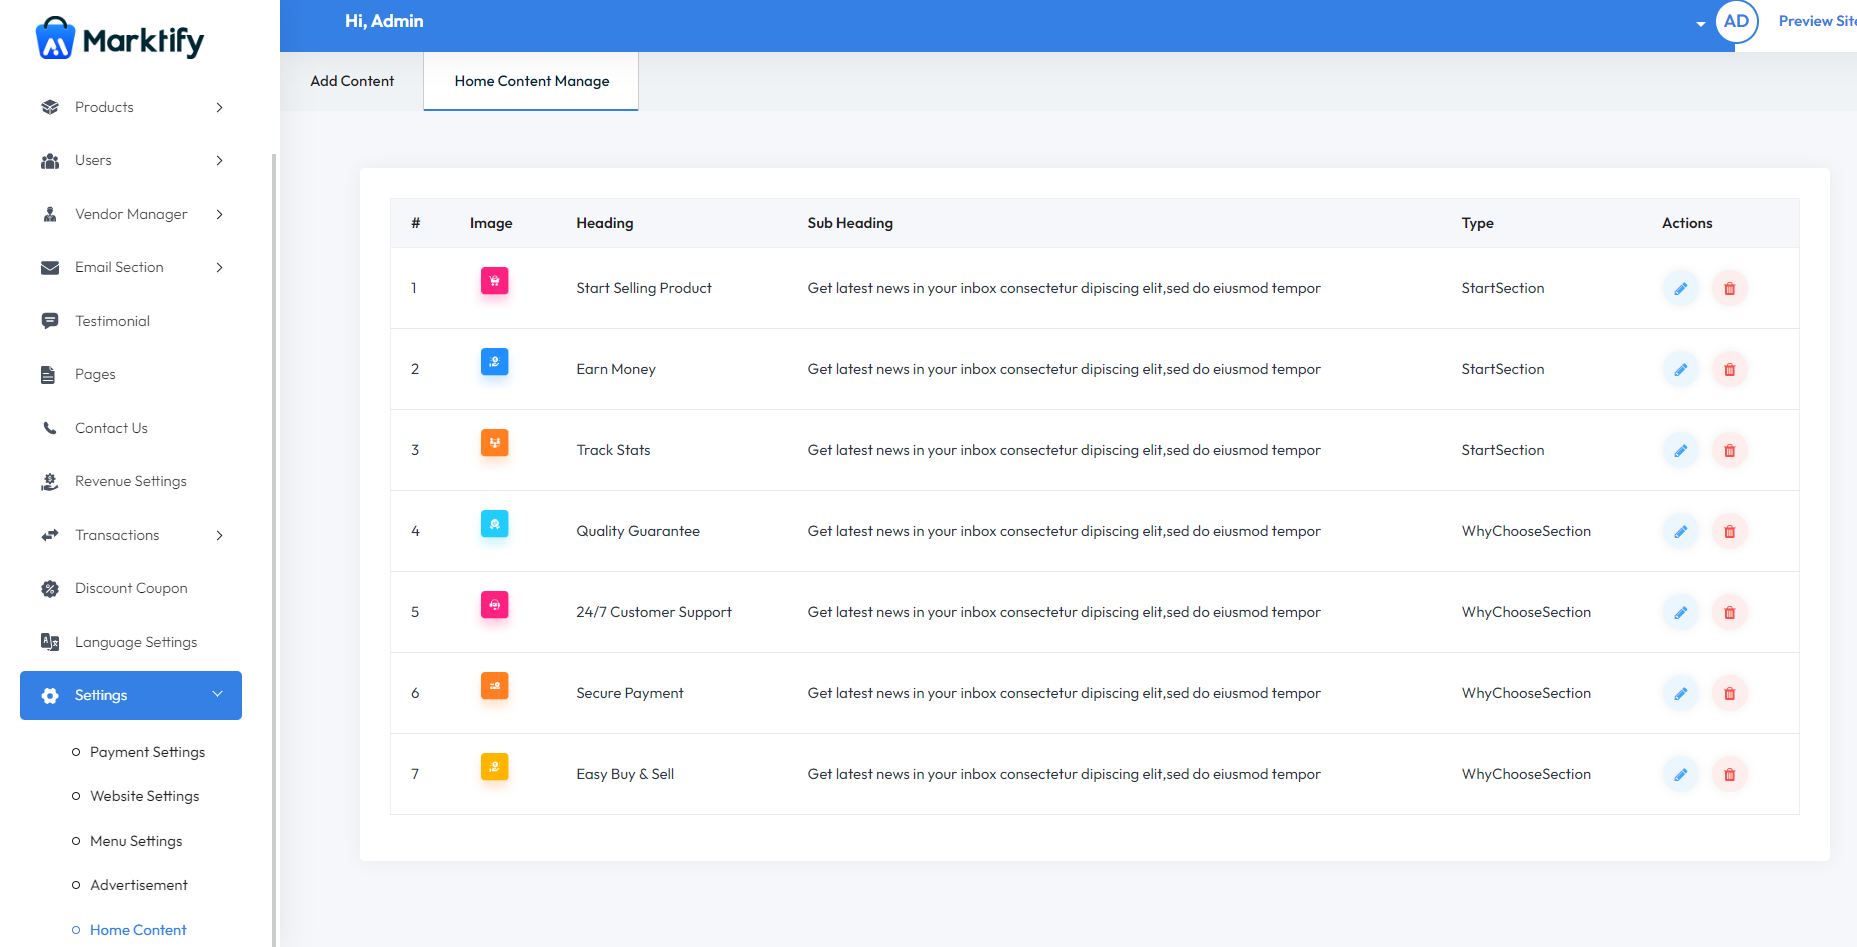 Marktify
Hi, Admin
AD
Preview Site
Add Content
Home Content Manage
Products
Users
Vendor Manager
Email Section
Testimonial
Pages
Contact Us
Revenue Settings
Transactions
Discount Coupon
Language Settings
Settings
Payment Settings
Website Settings
Menu Settings
Advertisement
Home Content
# Image Heading Sub Heading Type Actions
1 Start Selling Product Get latest news in your inbox consectetur dipiscing elit,sed do eiusmod tempor StartSection
2 Earn Money Get latest news in your inbox consectetur dipiscing elit,sed do eiusmod tempor StartSection
3 Track Stats Get latest news in your inbox consectetur dipiscing elit,sed do eiusmod tempor StartSection
4 Quality Guarantee Get latest news in your inbox consectetur dipiscing elit,sed do eiusmod tempor WhyChooseSection
5 24/7 Customer Support Get latest news in your inbox consectetur dipiscing elit,sed do eiusmod tempor WhyChooseSection
6 Secure Payment Get latest news in your inbox consectetur dipiscing elit,sed do eiusmod tempor WhyChooseSection
7 Easy Buy & Sell Get latest news in your inbox consectetur dipiscing elit,sed do eiusmod tempor WhyChooseSection